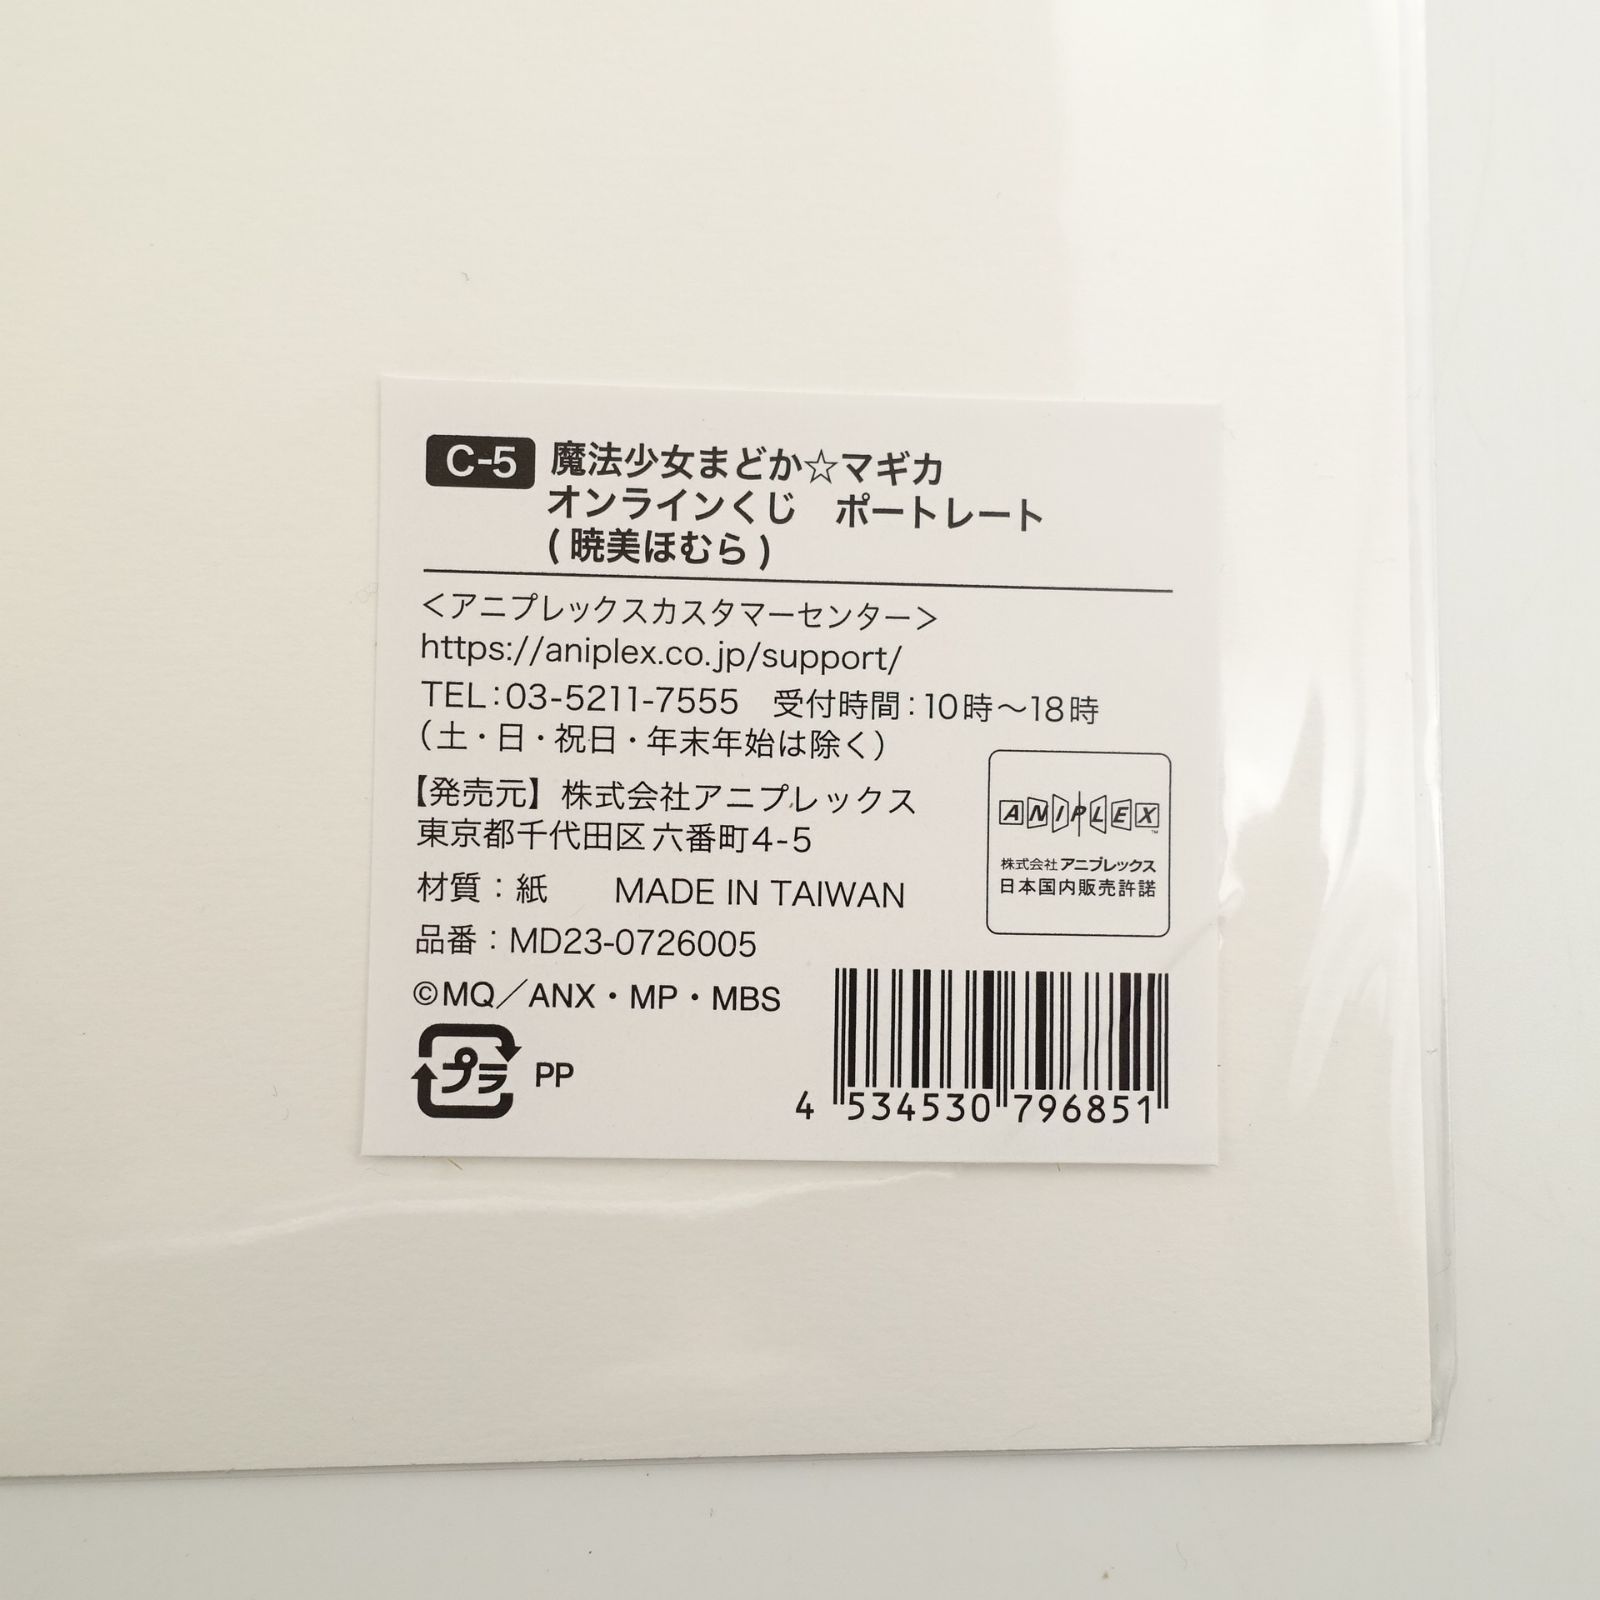 C-5 魔法少女まどか☆マギカ
オンラインくじ　ポートレート
(暁美ほむら)
＜アニプレックスカスタマーセンター＞
https://aniplex.co.jp/support/
TEL:03-5211-7555　受付時間：10時～18時
（土・日・祝日・年末年始は除く）
【発売元】株式会社アニプレックス
東京都千代田区六番町4-5
材質：紙　　MADE IN TAIWAN
品番：MD23-0726005
©MQ／ANX・MP・MBS
プラ PP
ANIPLEX™
株式会社アニプレックス
日本国内販売許諾
4 534530 796851